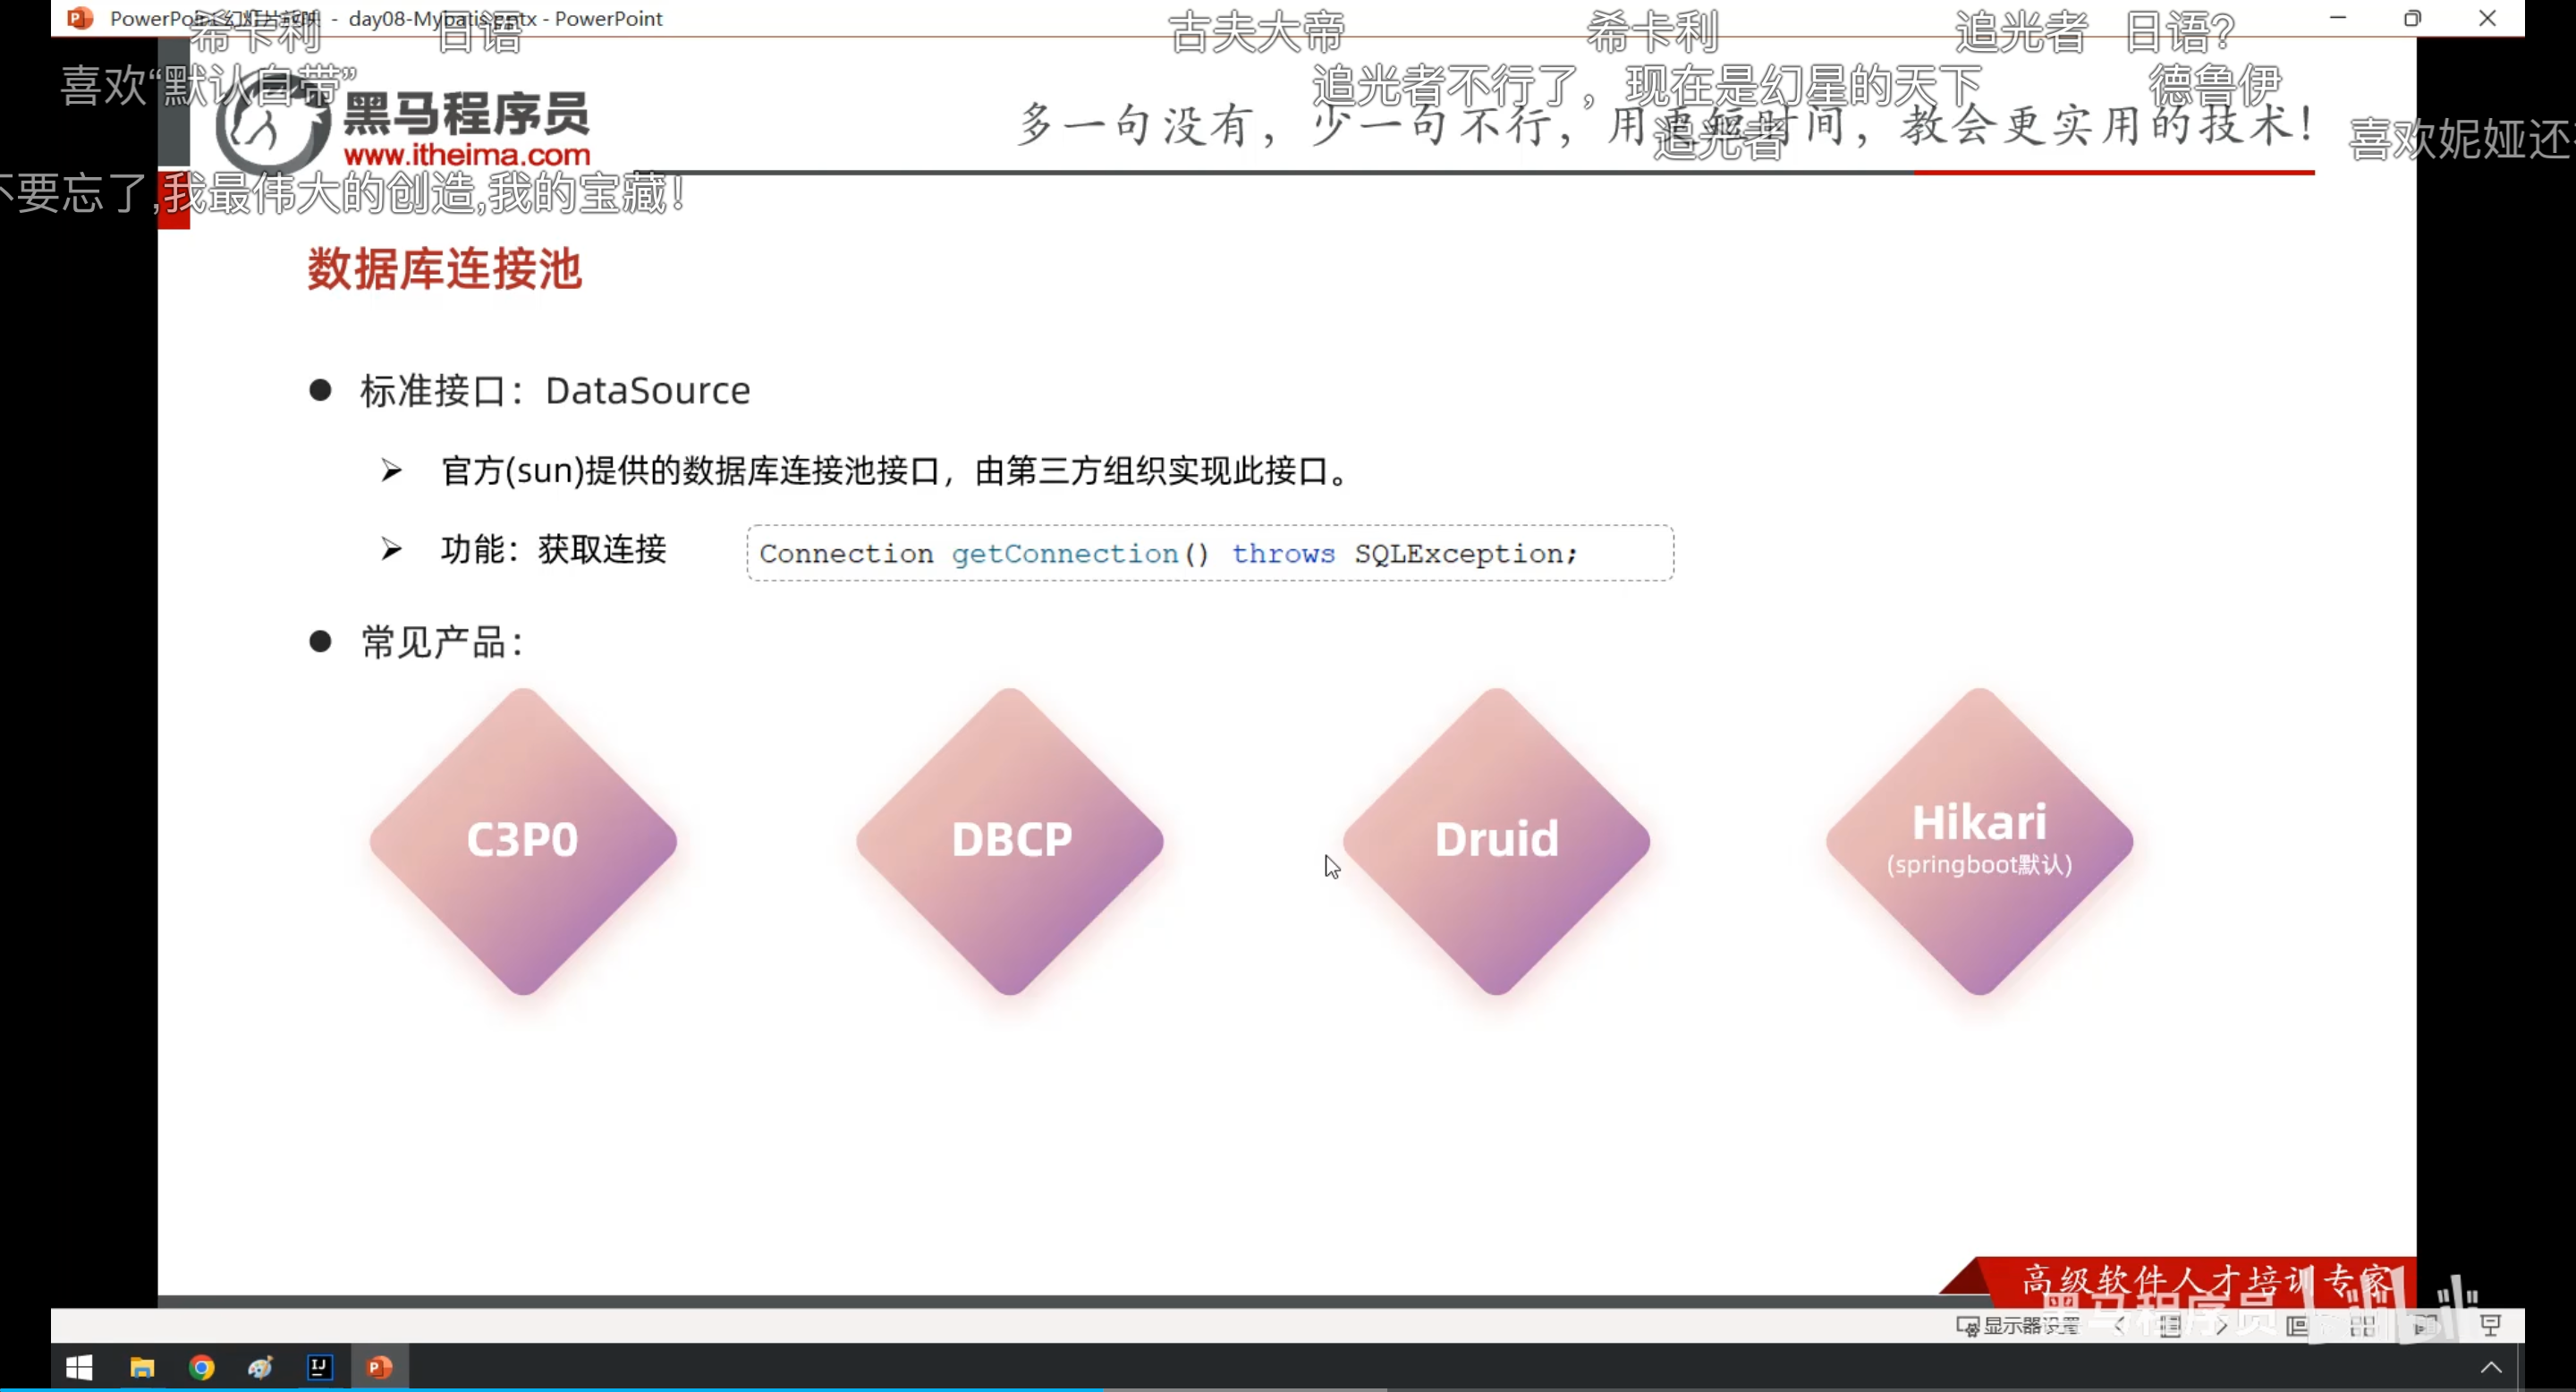 day08-Mybatis.pptx - PowerPoint
希卡利
日语
古夫大帝
希卡利
追光者
日语？
喜欢“默认自带”
追光者不行了，现在是幻星的天下
德鲁伊
黑马程序员
www.itheima.com
多一句没有，少一句不行，用更短时间，教会更实用的技术！
追光者
喜欢妮娅还
不要忘了,我最伟大的创造,我的宝藏！
数据库连接池
标准接口：DataSource
官方(sun)提供的数据库连接池接口，由第三方组织实现此接口。
功能：获取连接
Connection getConnection() throws SQLException;
常见产品：
C3P0
DBCP
Druid
Hikari
(springboot默认)
高级软件人才培训专家
黑马程序员
显示器设置